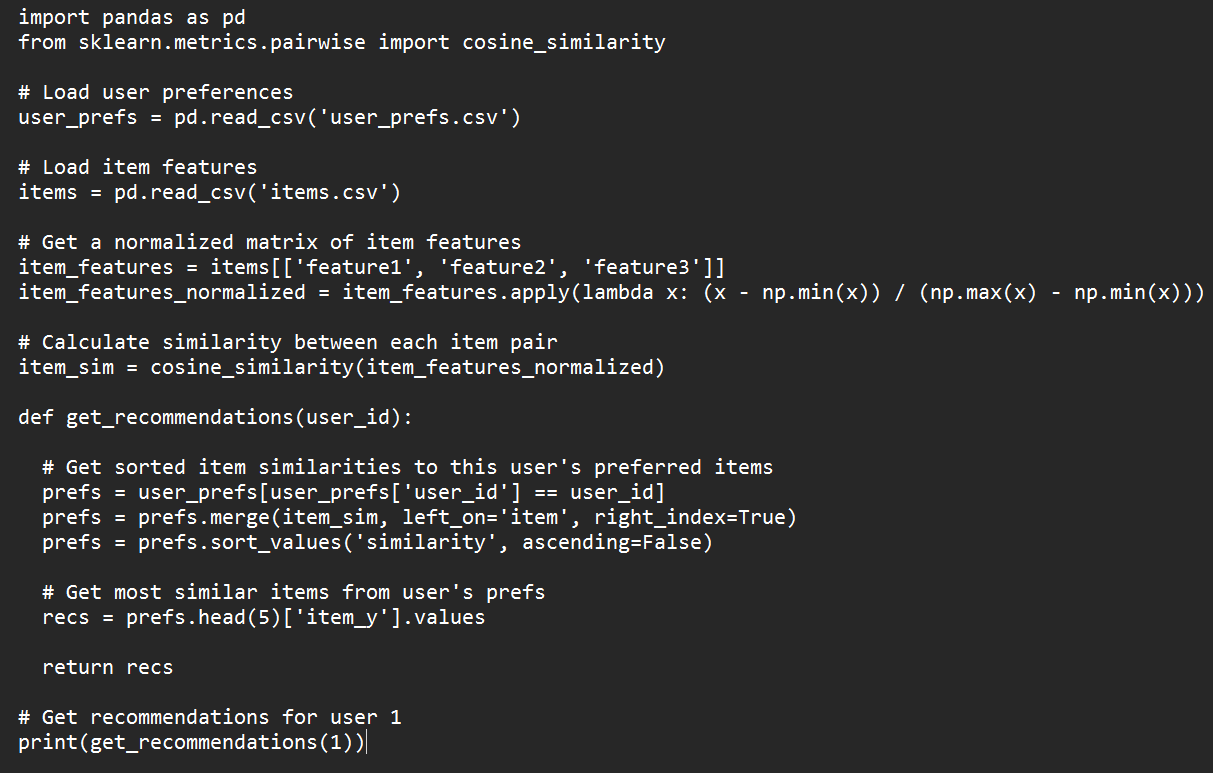 import pandas as pd
from sklearn.metrics.pairwise import cosine_similarity

# Load user preferences
user_prefs = pd.read_csv('user_prefs.csv')

# Load item features
items = pd.read_csv('items.csv')

# Get a normalized matrix of item features
item_features = items[['feature1', 'feature2', 'feature3']]
item_features_normalized = item_features.apply(lambda x: (x - np.min(x)) / (np.max(x) - np.min(x)))

# Calculate similarity between each item pair
item_sim = cosine_similarity(item_features_normalized)

def get_recommendations(user_id):

  # Get sorted item similarities to this user's preferred items
  prefs = user_prefs[user_prefs['user_id'] == user_id]
  prefs = prefs.merge(item_sim, left_on='item', right_index=True)
  prefs = prefs.sort_values('similarity', ascending=False)

  # Get most similar items from user's prefs
  recs = prefs.head(5)['item_y'].values

  return recs

# Get recommendations for user 1
print(get_recommendations(1))